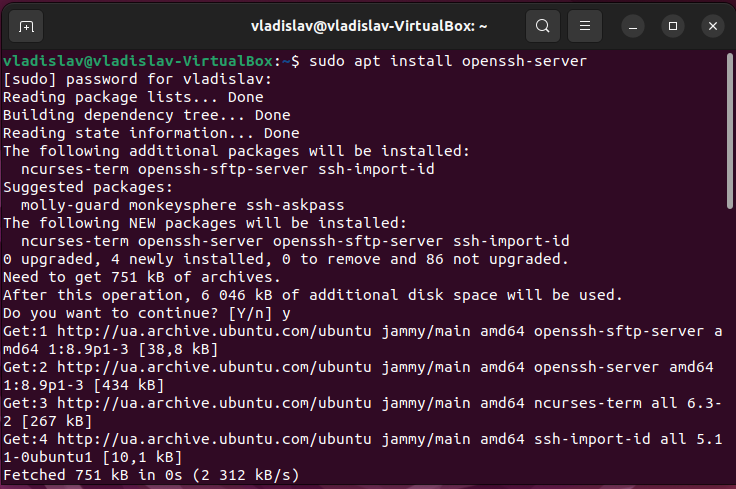 vladislav@vladislav-VirtualBox: ~
vladislav@vladislav-VirtualBox:~$ sudo apt install openssh-server
[sudo] password for vladislav:
Reading package lists... Done
Building dependency tree... Done
Reading state information... Done
The following additional packages will be installed:
  ncurses-term openssh-sftp-server ssh-import-id
Suggested packages:
  molly-guard monkeysphere ssh-askpass
The following NEW packages will be installed:
  ncurses-term openssh-server openssh-sftp-server ssh-import-id
0 upgraded, 4 newly installed, 0 to remove and 86 not upgraded.
Need to get 751 kB of archives.
After this operation, 6 046 kB of additional disk space will be used.
Do you want to continue? [Y/n] y
Get:1 http://ua.archive.ubuntu.com/ubuntu jammy/main amd64 openssh-sftp-server a
md64 1:8.9p1-3 [38,8 kB]
Get:2 http://ua.archive.ubuntu.com/ubuntu jammy/main amd64 openssh-server amd64
1:8.9p1-3 [434 kB]
Get:3 http://ua.archive.ubuntu.com/ubuntu jammy/main amd64 ncurses-term all 6.3-
2 [267 kB]
Get:4 http://ua.archive.ubuntu.com/ubuntu jammy/main amd64 ssh-import-id all 5.1
1-0ubuntu1 [10,1 kB]
Fetched 751 kB in 0s (2 312 kB/s)